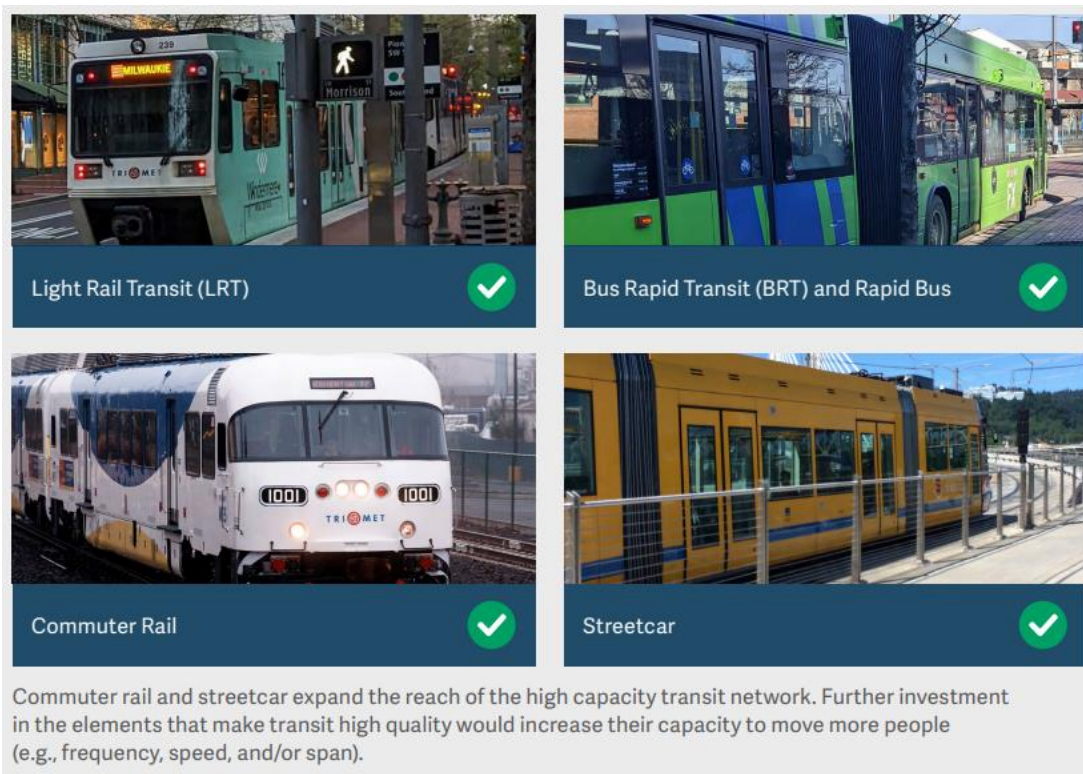 239
MILWAUKIE
Morrison
TRIMET
Light Rail Transit (LRT)
FX
Bus Rapid Transit (BRT) and Rapid Bus
1001
1001
TRIMET
Commuter Rail
Streetcar
Commuter rail and streetcar expand the reach of the high capacity transit network. Further investment
in the elements that make transit high quality would increase their capacity to move more people
(e.g., frequency, speed, and/or span).